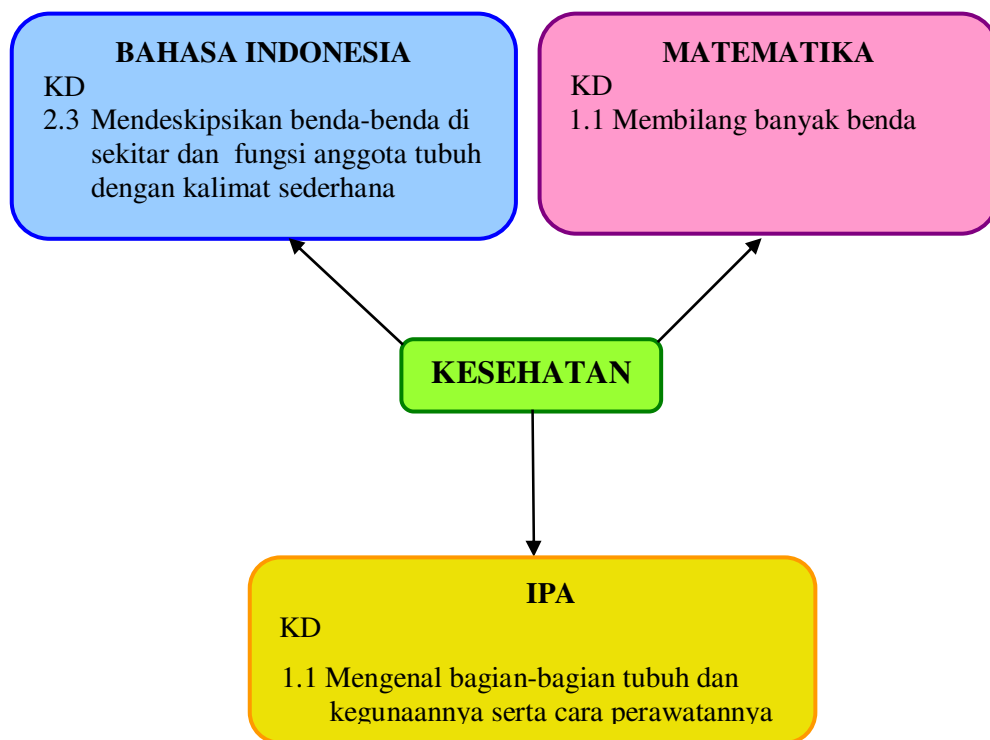 BAHASA INDONESIA
KD
2.3 Mendeskipsikan benda-benda di
sekitar dan fungsi anggota tubuh
dengan kalimat sederhana
MATEMATIKA
KD
1.1 Membilang banyak benda
KESEHATAN
IPA
KD
1.1 Mengenal bagian-bagian tubuh dan
kegunaannya serta cara perawatannya